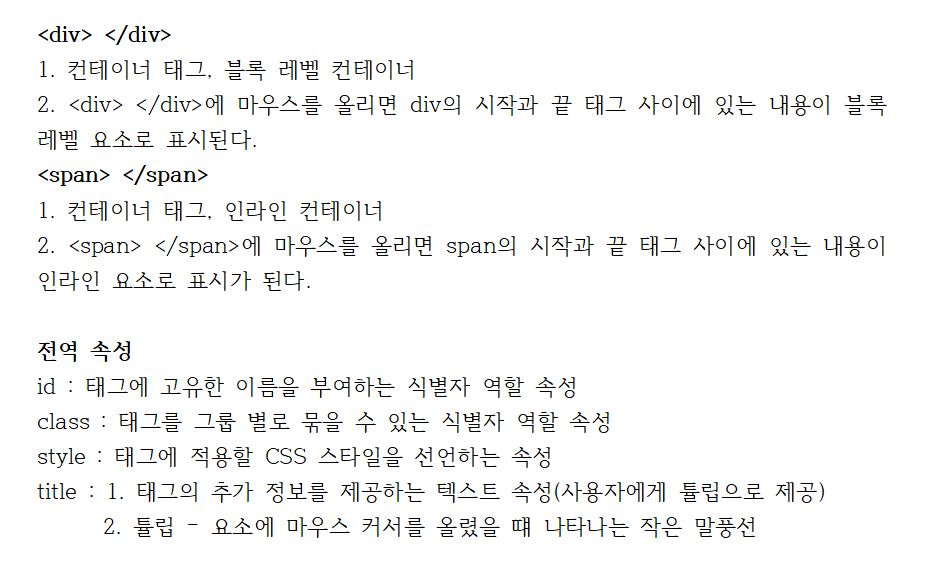 <div> </div>
1. 컨테이너 태그, 블록 레벨 컨테이너
2. <div> </div>에 마우스를 올리면 div의 시작과 끝 태그 사이에 있는 내용이 블록
레벨 요소로 표시된다.
<span> </span>
1. 컨테이너 태그, 인라인 컨테이너
2. <span> </span>에 마우스를 올리면 span의 시작과 끝 태그 사이에 있는 내용이
인라인 요소로 표시가 된다.
전역 속성
id : 태그에 고유한 이름을 부여하는 식별자 역할 속성
class : 태그를 그룹 별로 묶을 수 있는 식별자 역할 속성
style : 태그에 적용할 CSS 스타일을 선언하는 속성
title : 1. 태그의 추가 정보를 제공하는 텍스트 속성(사용자에게 튤립으로 제공)
2. 튤립 - 요소에 마우스 커서를 올렸을 떄 나타나는 작은 말풍선